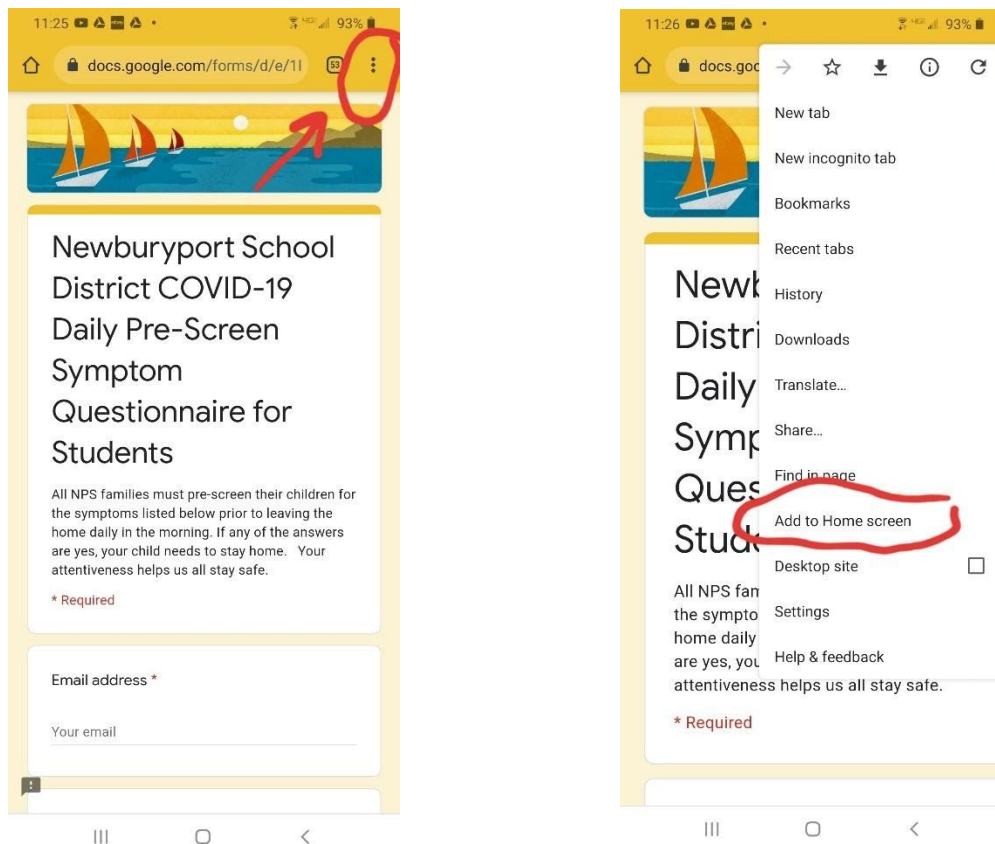 11:25
4G 93%
docs.google.com/forms/d/e/1l
53
Newburyport School
District COVID-19
Daily Pre-Screen
Symptom
Questionnaire for
Students
All NPS families must pre-screen their children for
the symptoms listed below prior to leaving the
home daily in the morning. If any of the answers
are yes, your child needs to stay home. Your
attentiveness helps us all stay safe.
* Required
Email address *
Your email
11:26
93%
docs.goo
New tab
New incognito tab
Bookmarks
Recent tabs
History
Downloads
Translate...
Share...
Find in page
Add to Home screen
Desktop site
Settings
Help & feedback
Newb
Distri
Daily
Symp
Ques
Stude
All NPS fam
the sympto
home daily
are yes, you
attentiveness helps us all stay safe.
* Required